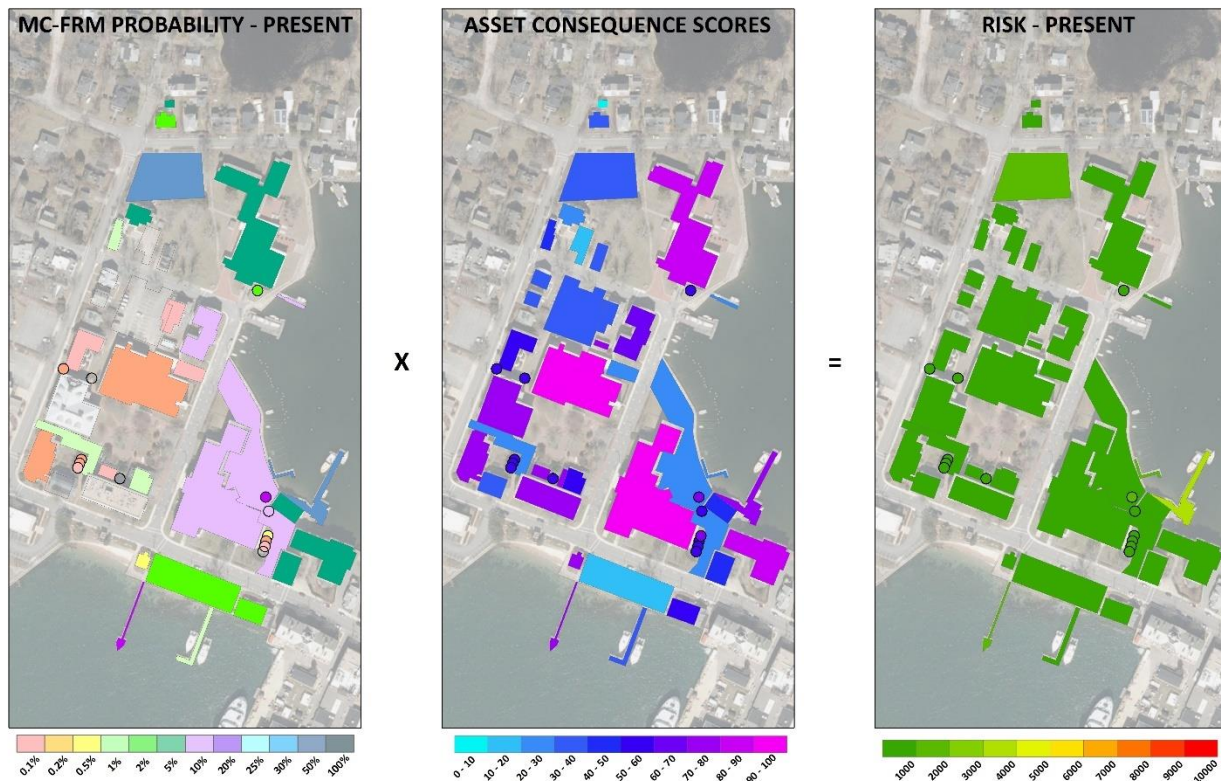 MC-FRM PROBABILITY - PRESENT
ASSET CONSEQUENCE SCORES
RISK - PRESENT
X
=
0.1%
0.2%
0.5%
1%
2%
5%
10%
20%
25%
30%
50%
100%
0 - 10
10 - 20
20 - 30
30 - 40
40 - 50
50 - 60
60 - 70
70 - 80
80 - 90
90 - 100
1000
2000
3000
4000
5000
6000
7000
8000
9000
10000